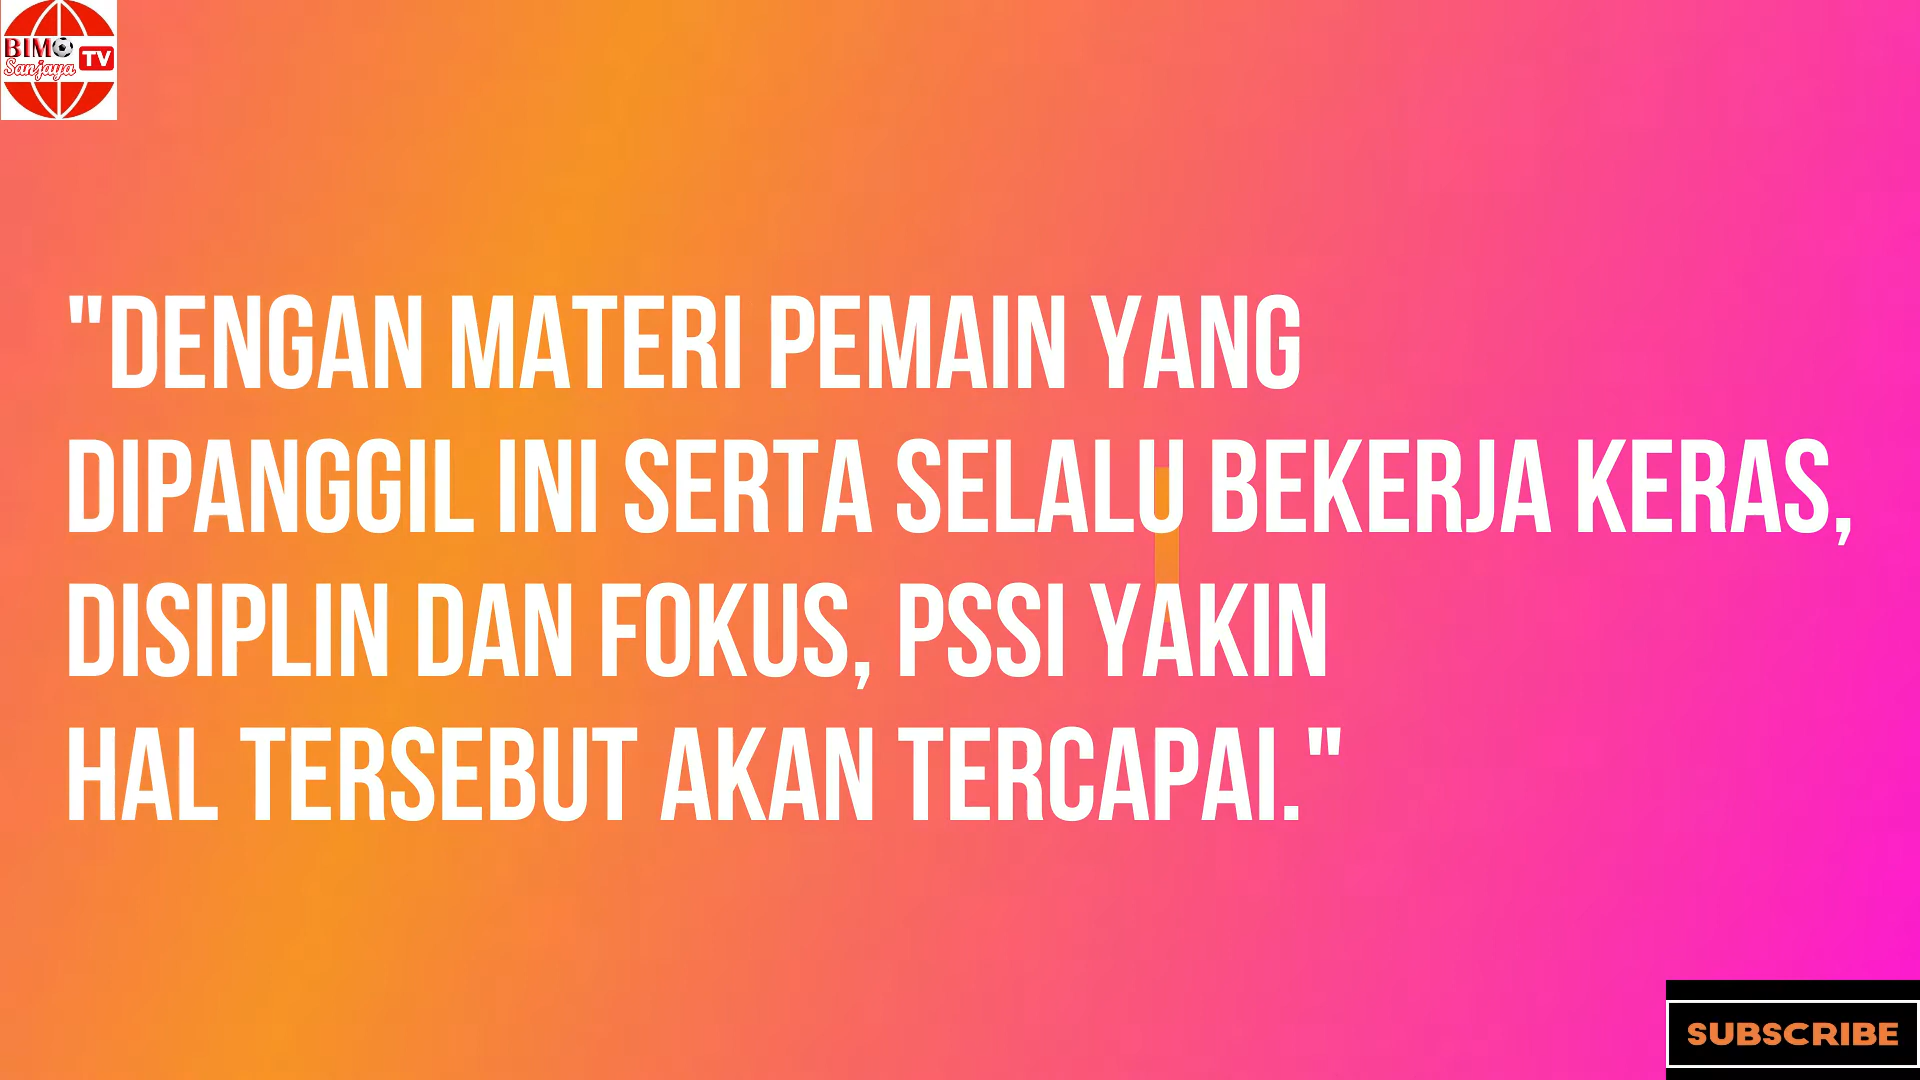 BIMO
Sanjaya
TV
"DENGAN MATERI PEMAIN YANG
DIPANGGIL INI SERTA SELALU BEKERJA KERAS,
DISIPLIN DAN FOKUS, PSSI YAKIN
HAL TERSEBUT AKAN TERCAPAI."
SUBSCRIBE